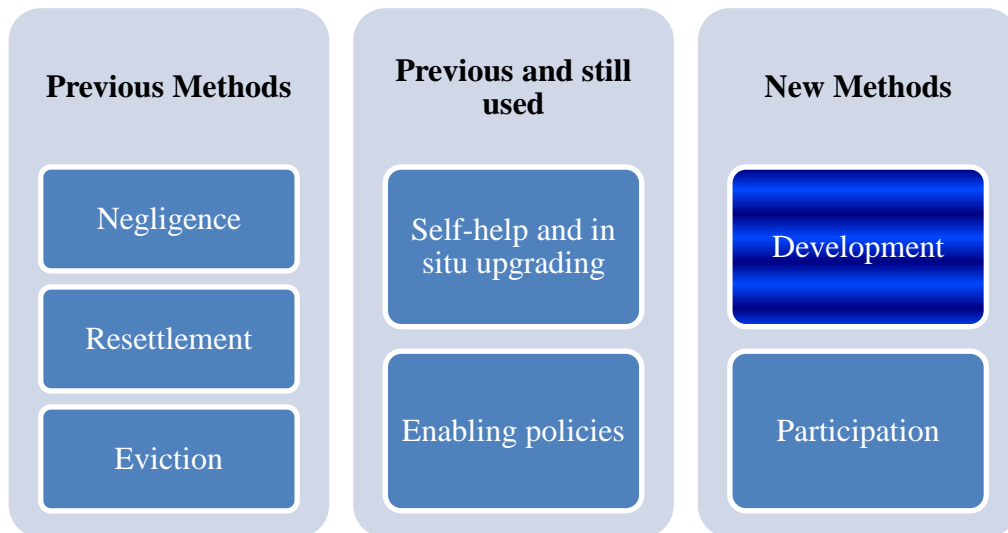 Previous Methods
Negligence
Resettlement
Eviction
Previous and still
used
Self-help and in
situ upgrading
Enabling policies
New Methods
Development
Participation